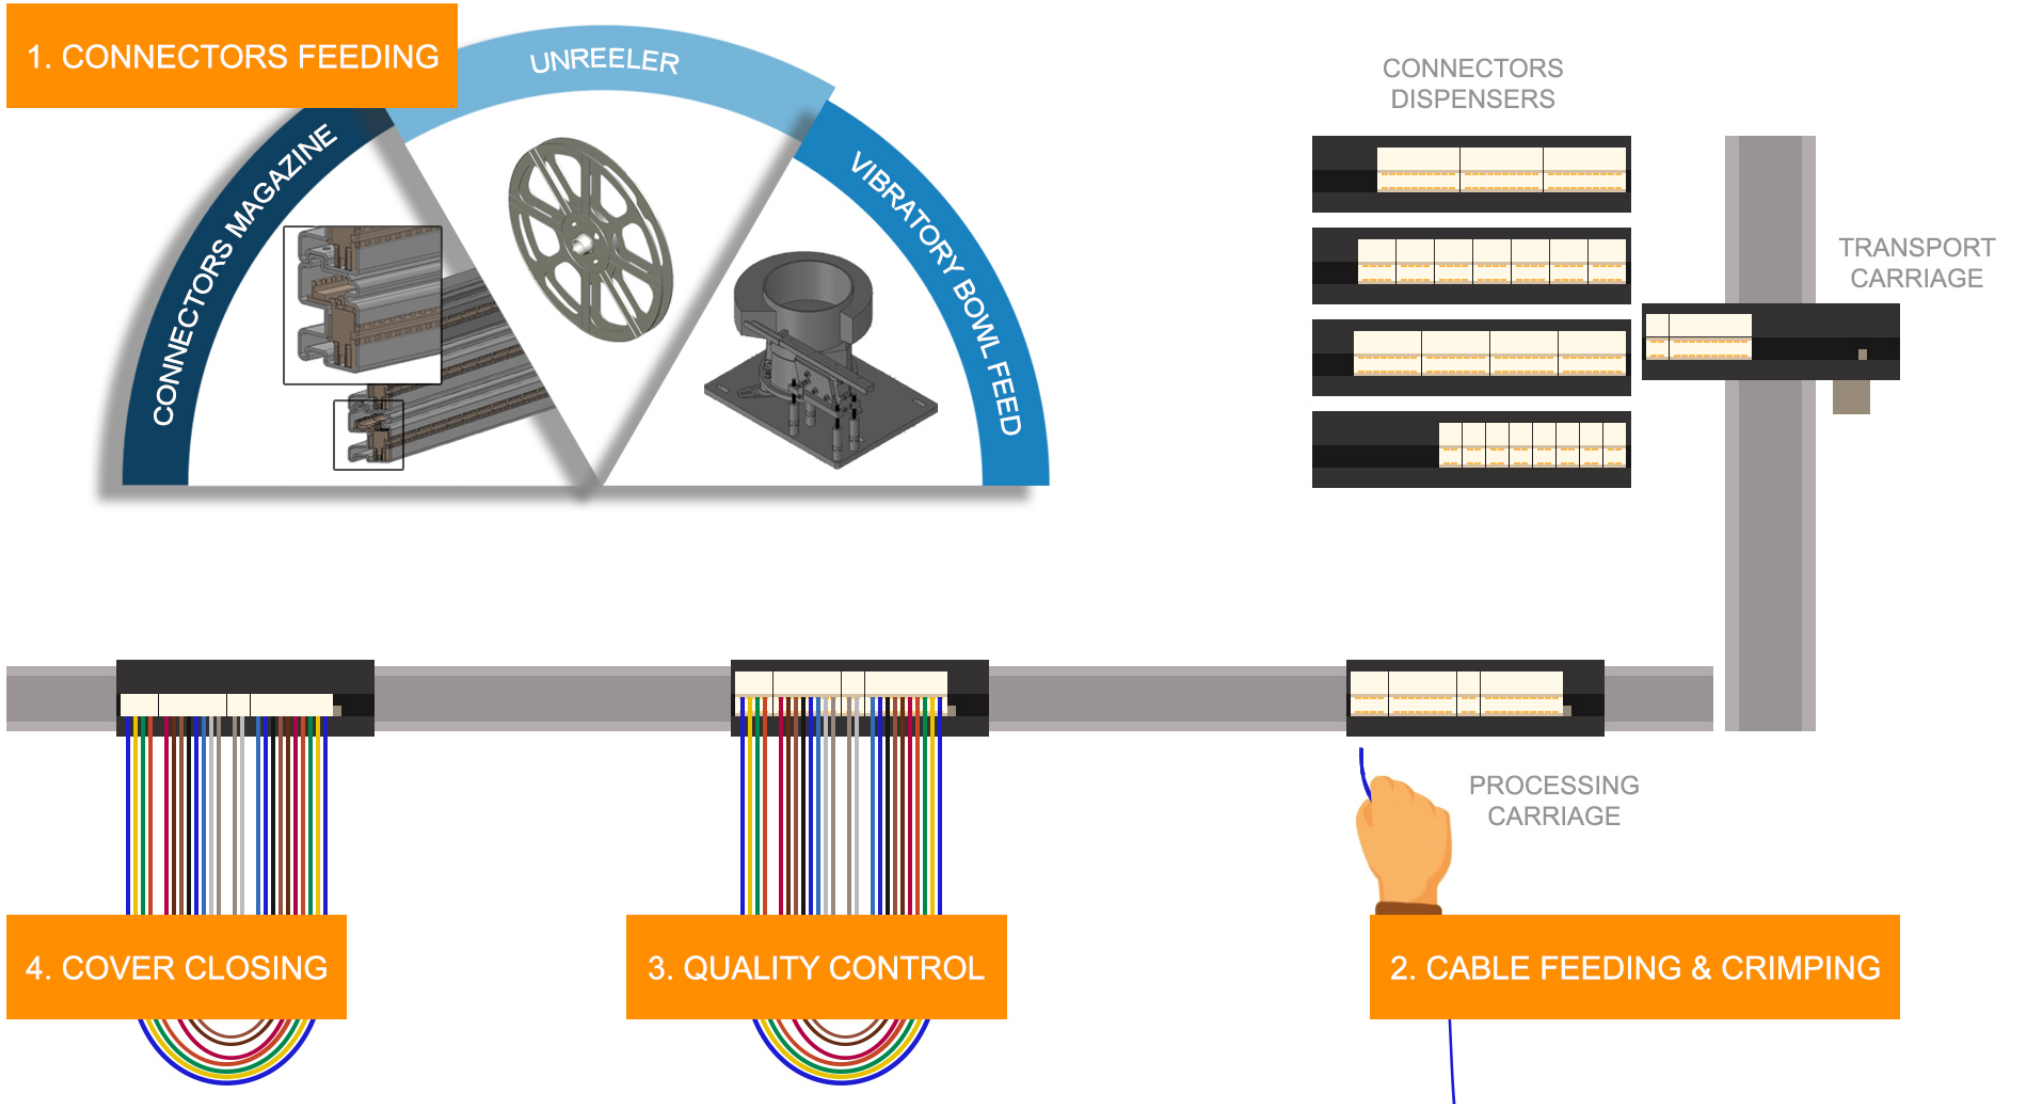 1. CONNECTORS FEEDING
UNREELER
CONNECTORS MAGAZINE
VIBRATORY BOWL FEED
CONNECTORS
DISPENSERS
TRANSPORT
CARRIAGE
PROCESSING
CARRIAGE
4. COVER CLOSING
3. QUALITY CONTROL
2. CABLE FEEDING & CRIMPING